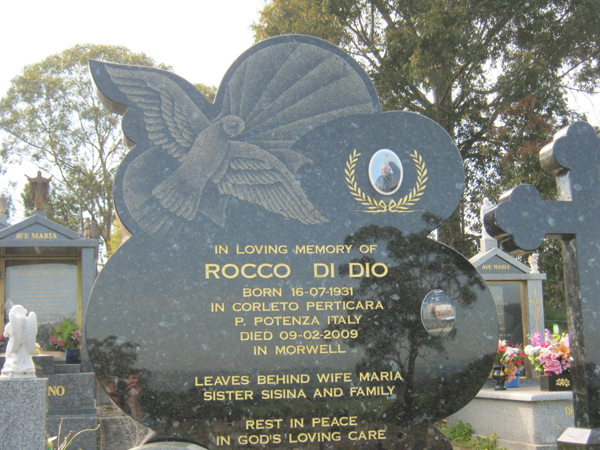 AVE MARIA
IN LOVING MEMORY OF
ROCCO DI DIO
BORN 16-07-1931
IN CORLETO PERTICARA
P. POTENZA ITALY
DIED 09-02-2009
IN MORWELL
LEAVES BEHIND WIFE MARIA
SISTER SISINA AND FAMILY
REST IN PEACE
IN GOD'S LOVING CARE
AVE MARIA
NO